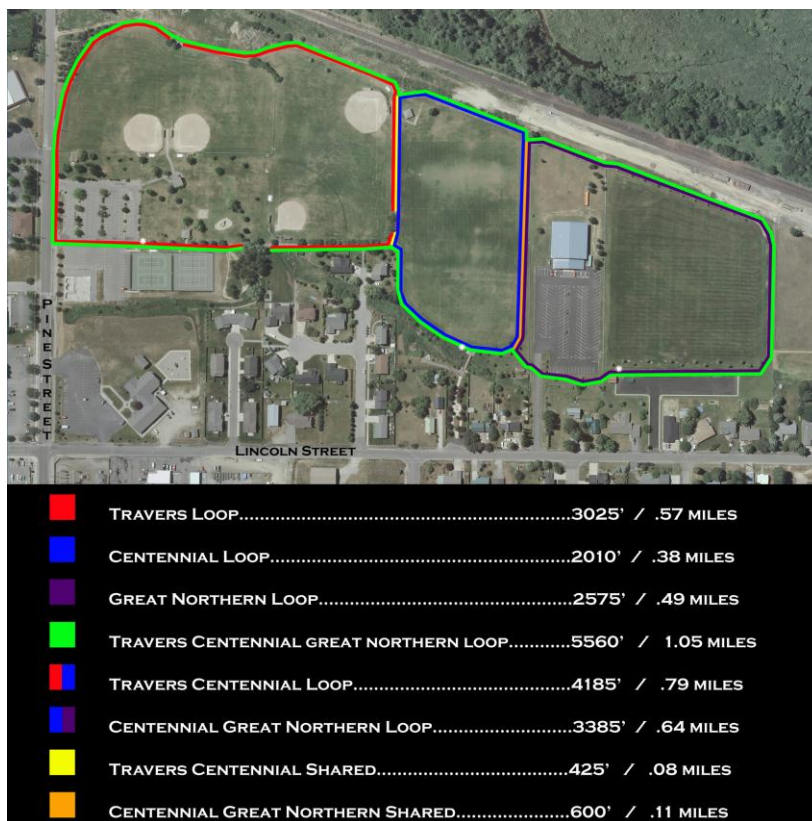 PINE STREET
LINCOLN STREET
TRAVERS LOOP..............................................................3025' / .57 MILES
CENTENNIAL LOOP.......................................................2010' / .38 MILES
GREAT NORTHERN LOOP..............................................2575' / .49 MILES
TRAVERS CENTENNIAL GREAT NORTHERN LOOP...........5560' / 1.05 MILES
TRAVERS CENTENNIAL LOOP........................................4185' / .79 MILES
CENTENNIAL GREAT NORTHERN LOOP.........................3385' / .64 MILES
TRAVERS CENTENNIAL SHARED....................................425' / .08 MILES
CENTENNIAL GREAT NORTHERN SHARED.....................600' / .11 MILES